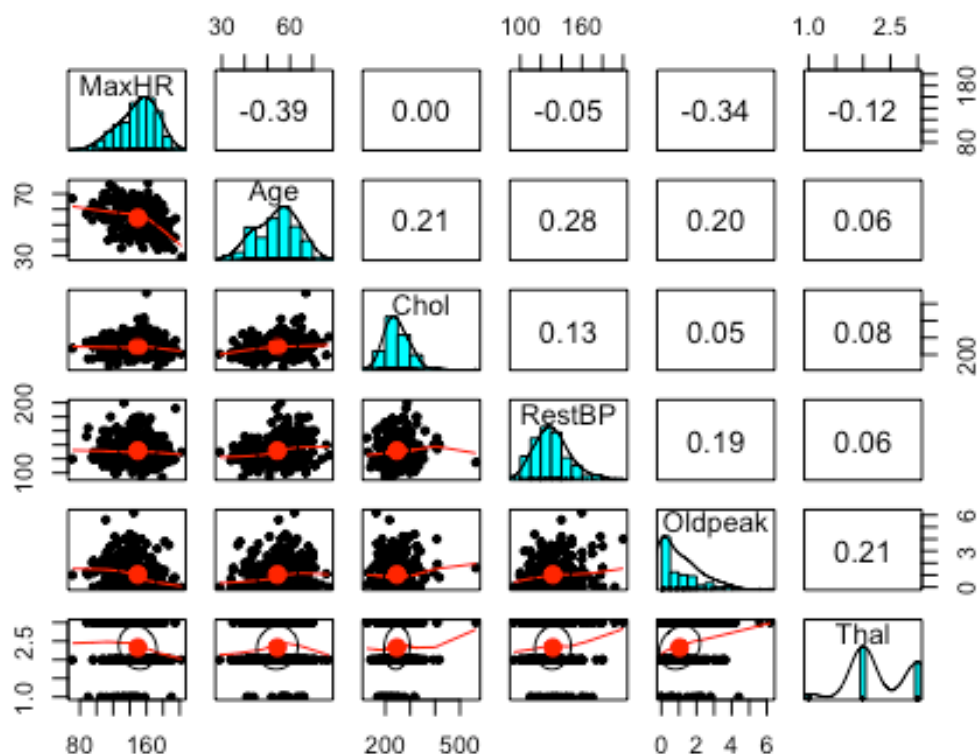 30 60 100 160 1.0 2.5
MaxHR -0.39 0.00 -0.05 -0.34 -0.12 80 180
30 70 Age 0.21 0.28 0.20 0.06
Chol 0.13 0.05 0.08 200
100 200 RestBP 0.19 0.06
Oldpeak 0.21 0 3 6
1.0 2.5 Thal
80 160 200 500 0 1 2 3 4 5 6